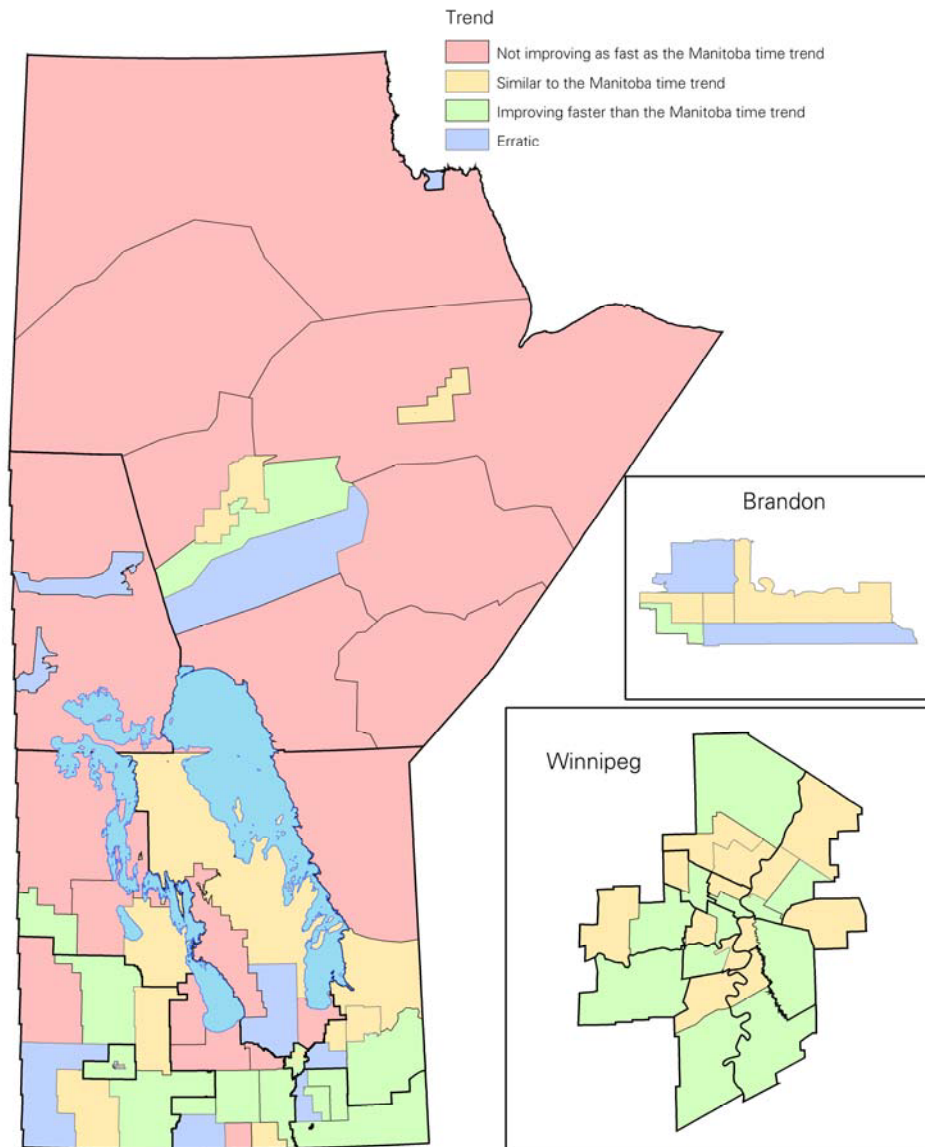 Trend
Not improving as fast as the Manitoba time trend
Similar to the Manitoba time trend
Improving faster than the Manitoba time trend
Erratic
Brandon
Winnipeg